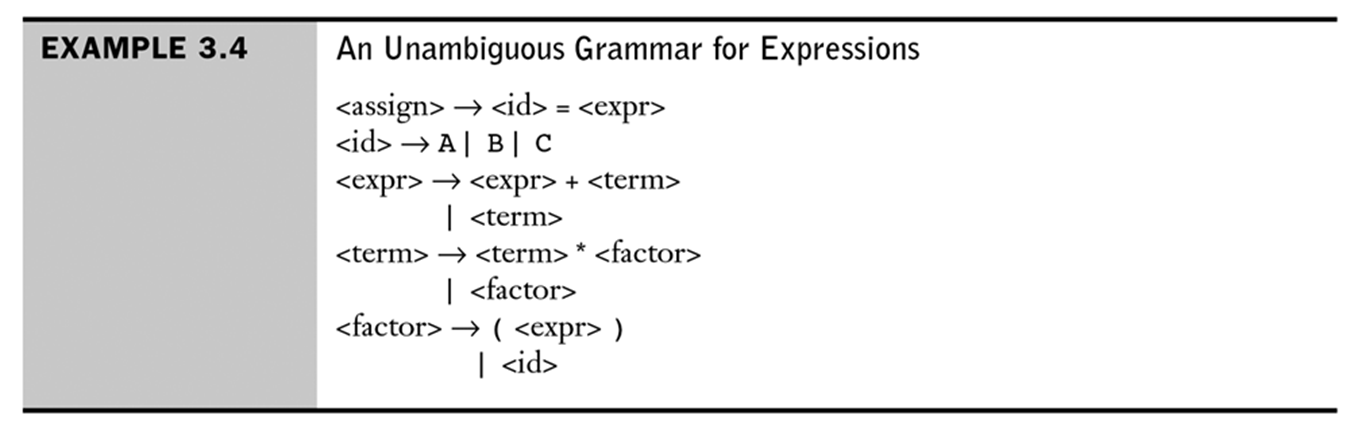 EXAMPLE 3.4
An Unambiguous Grammar for Expressions
<assign> → <id> = <expr>
<id> → A | B | C
<expr> → <expr> + <term>
| <term>
<term> → <term> * <factor>
| <factor>
<factor> → ( <expr> )
| <id>